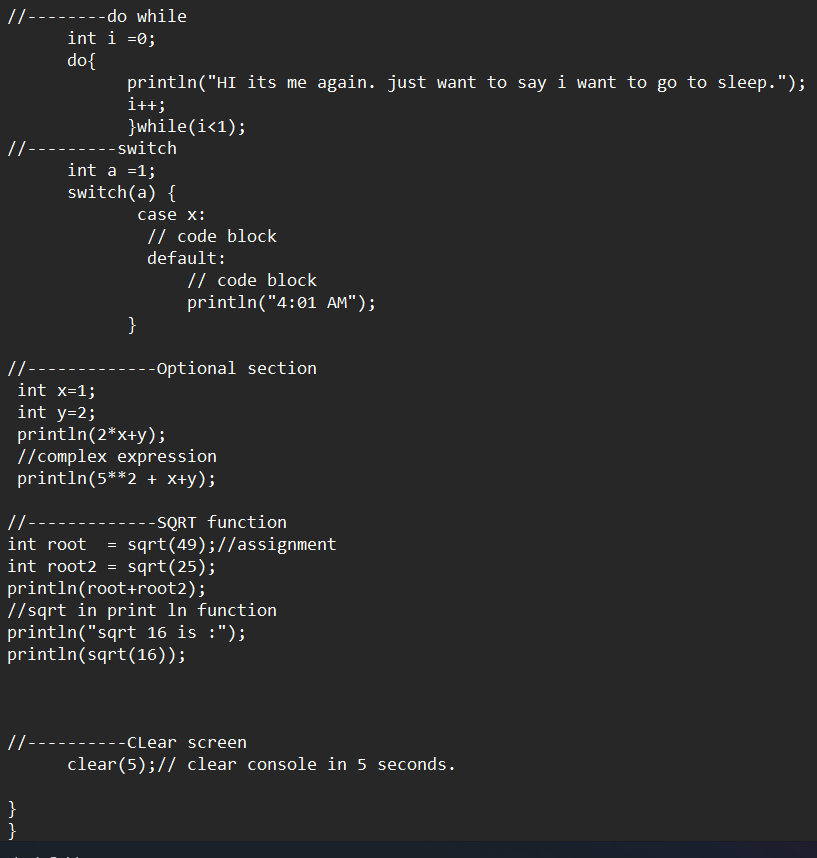 //--------do while
int i =0;
do{
println("HI its me again. just want to say i want to go to sleep.");
i++;
}while(i<1);
//---------switch
int a =1;
switch(a) {
case x:
// code block
default:
// code block
println("4:01 AM");
}
//-------------Optional section
int x=1;
int y=2;
println(2*x+y);
//complex expression
println(5**2 + x+y);
//-------------SQRT function
int root  = sqrt(49);//assignment
int root2 = sqrt(25);
println(root+root2);
//sqrt in print ln function
println("sqrt 16 is :");
println(sqrt(16));
//----------CLear screen
clear(5);// clear console in 5 seconds.
}
}